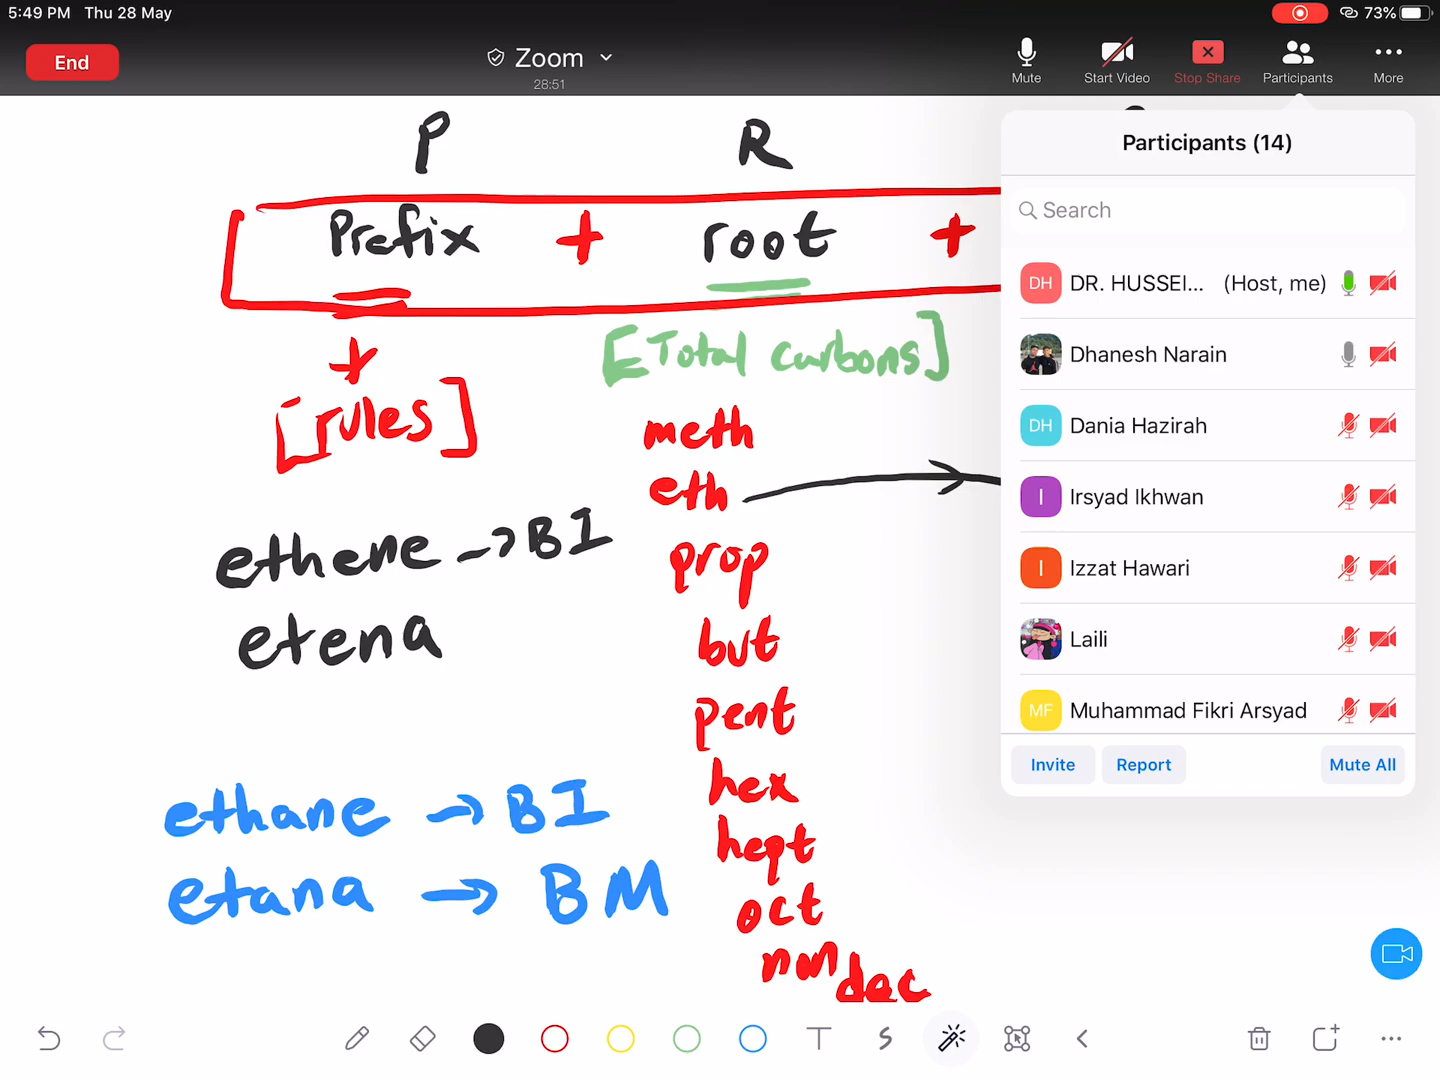 5:49 PM Thu 28 May
73%
End
Zoom
28:51
Mute
Start Video
Stop Share
Participants
More
P R
Prefix + root +
[Total carbons]
+
[rules]
meth
eth
prop
but
pent
hex
hept
oct
non
dec
ethene → BI
etena
ethane → BI
etana → BM
Participants (14)
Search
DH DR. HUSSEI... (Host, me)
Dhanesh Narain
DH Dania Hazirah
I Irsyad Ikhwan
I Izzat Hawari
Laili
MF Muhammad Fikri Arsyad
Invite Report Mute All
T